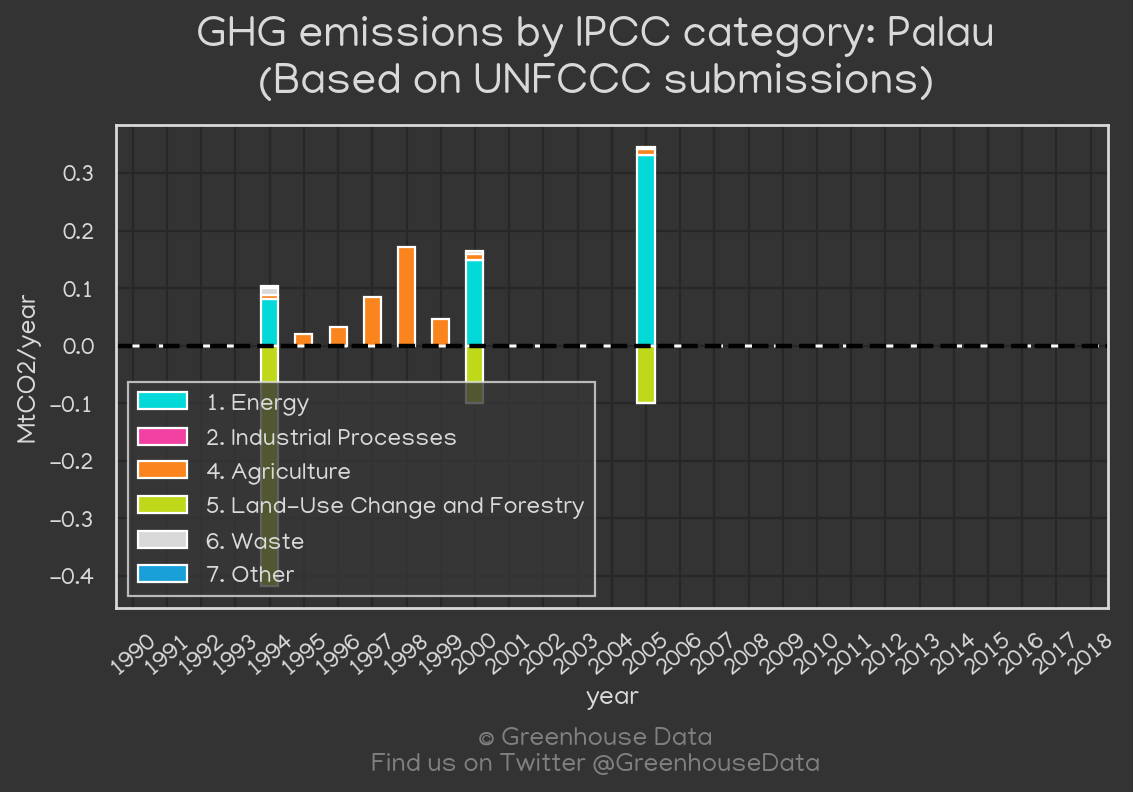 GHG emissions by IPCC category: Palau
(Based on UNFCCC submissions)
MtCO2/year
0.3
0.2
0.1
0.0
−0.1
−0.2
−0.3
−0.4
1. Energy
2. Industrial Processes
4. Agriculture
5. Land-Use Change and Forestry
6. Waste
7. Other
1990 1991 1992 1993 1994 1995 1996 1997 1998 1999 2000 2001 2002 2003 2004 2005 2006 2007 2008 2009 2010 2011 2012 2013 2014 2015 2016 2017 2018
year
© Greenhouse Data
Find us on Twitter @GreenhouseData